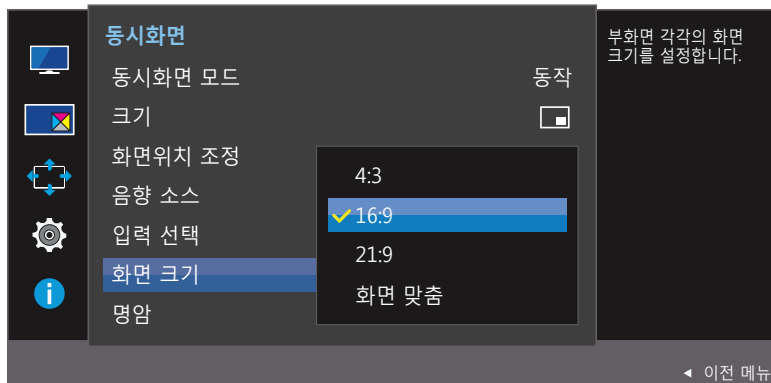 동시화면
동시화면 모드 동작
크기
화면위치 조정
음향 소스
입력 선택
화면 크기
명암
4:3
16:9
21:9
화면 맞춤
부화면 각각의 화면
크기를 설정합니다.
이전 메뉴